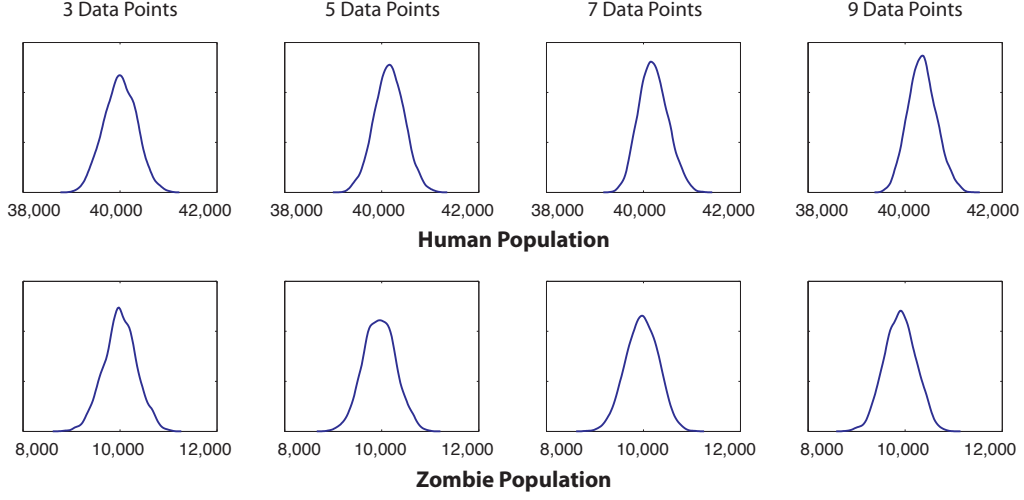 3 Data Points 5 Data Points 7 Data Points 9 Data Points
38,000 40,000 42,000 38,000 40,000 42,000 38,000 40,000 42,000 38,000 40,000 42,000
Human Population
8,000 10,000 12,000 8,000 10,000 12,000 8,000 10,000 12,000 8,000 10,000 12,000
Zombie Population